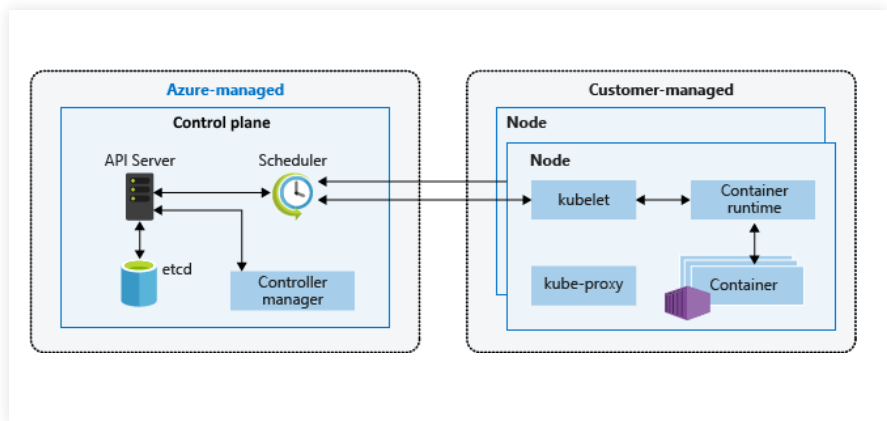 Azure-managed
Control plane
API Server
Scheduler
etcd
Controller
manager
Customer-managed
Node
Node
kubelet
Container
runtime
kube-proxy
Container